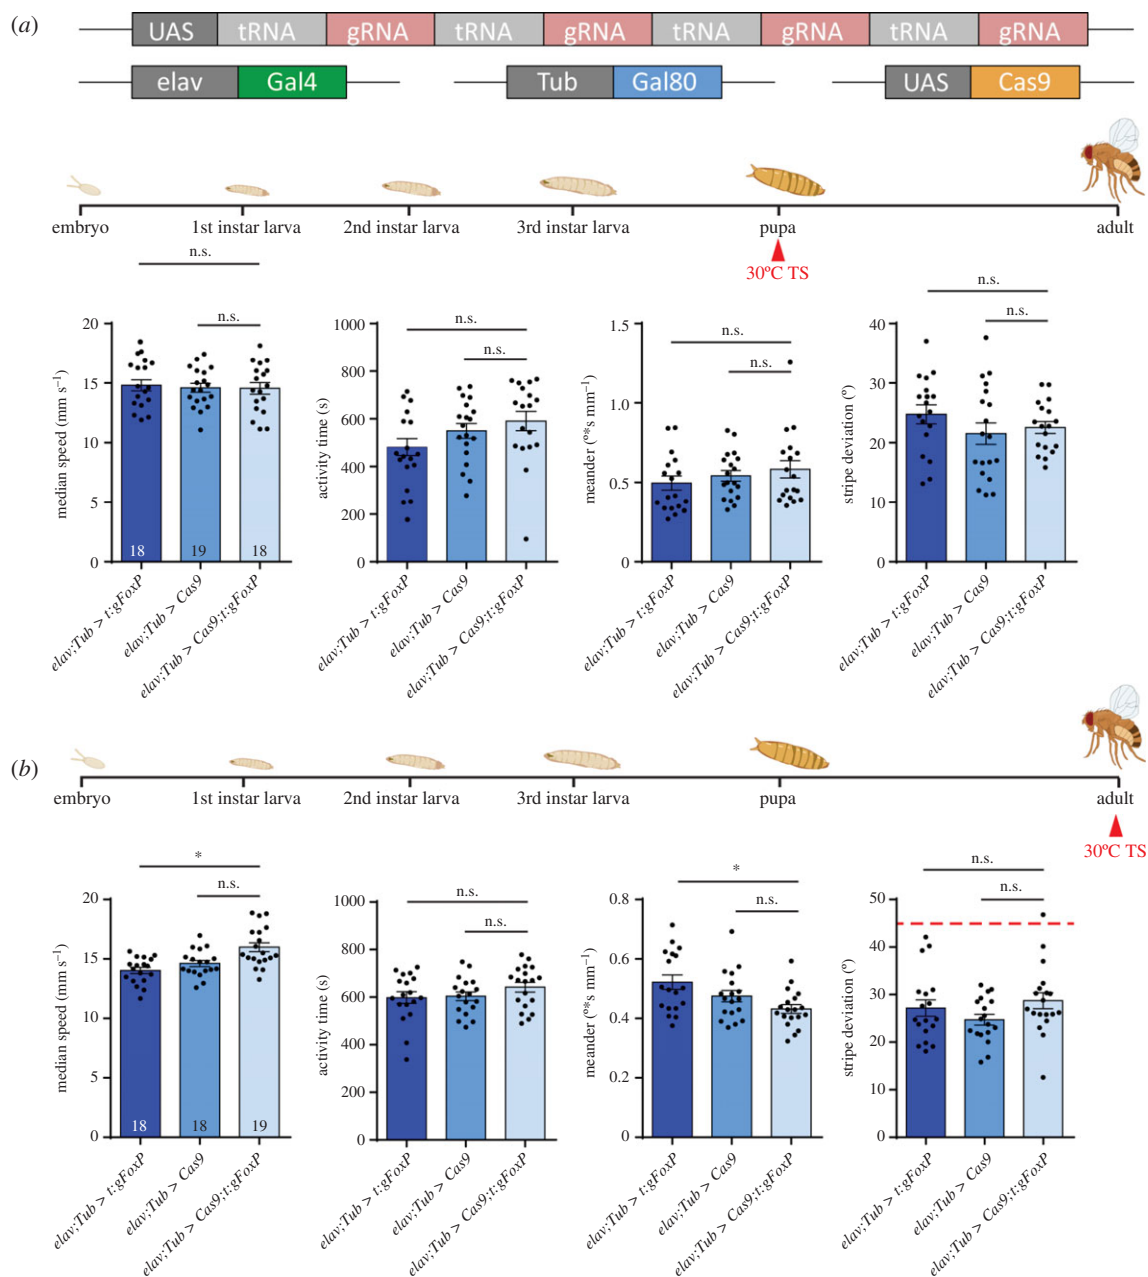 (a)
UAS tRNA gRNA tRNA gRNA tRNA gRNA tRNA gRNA
elav Gal4 Tub Gal80 UAS Cas9
embryo 1st instar larva 2nd instar larva 3rd instar larva pupa adult
30ºC TS
n.s.
n.s.
20
15
10
5
0
median speed (mm s⁻¹)
18 19 18
elav;Tub > t:gFoxP
elav;Tub > Cas9
elav;Tub > Cas9;t:gFoxP
n.s.
n.s.
1000
800
600
400
200
0
activity time (s)
elav;Tub > t:gFoxP
elav;Tub > Cas9
elav;Tub > Cas9;t:gFoxP
n.s.
n.s.
1.5
1.0
0.5
0
meander (º*s mm⁻¹)
elav;Tub > t:gFoxP
elav;Tub > Cas9
elav;Tub > Cas9;t:gFoxP
n.s.
n.s.
40
30
20
10
0
stripe deviation (º)
elav;Tub > t:gFoxP
elav;Tub > Cas9
elav;Tub > Cas9;t:gFoxP
(b)
embryo 1st instar larva 2nd instar larva 3rd instar larva pupa adult
30ºC TS
*
n.s.
20
15
10
5
0
median speed (mm s⁻¹)
18 18 19
elav;Tub > t:gFoxP
elav;Tub > Cas9
elav;Tub > Cas9;t:gFoxP
n.s.
n.s.
1000
800
600
400
200
0
activity time (s)
elav;Tub > t:gFoxP
elav;Tub > Cas9
elav;Tub > Cas9;t:gFoxP
*
n.s.
0.8
0.6
0.4
0.2
0
meander (º*s mm⁻¹)
elav;Tub > t:gFoxP
elav;Tub > Cas9
elav;Tub > Cas9;t:gFoxP
n.s.
n.s.
50
40
30
20
10
0
stripe deviation (º)
elav;Tub > t:gFoxP
elav;Tub > Cas9
elav;Tub > Cas9;t:gFoxP